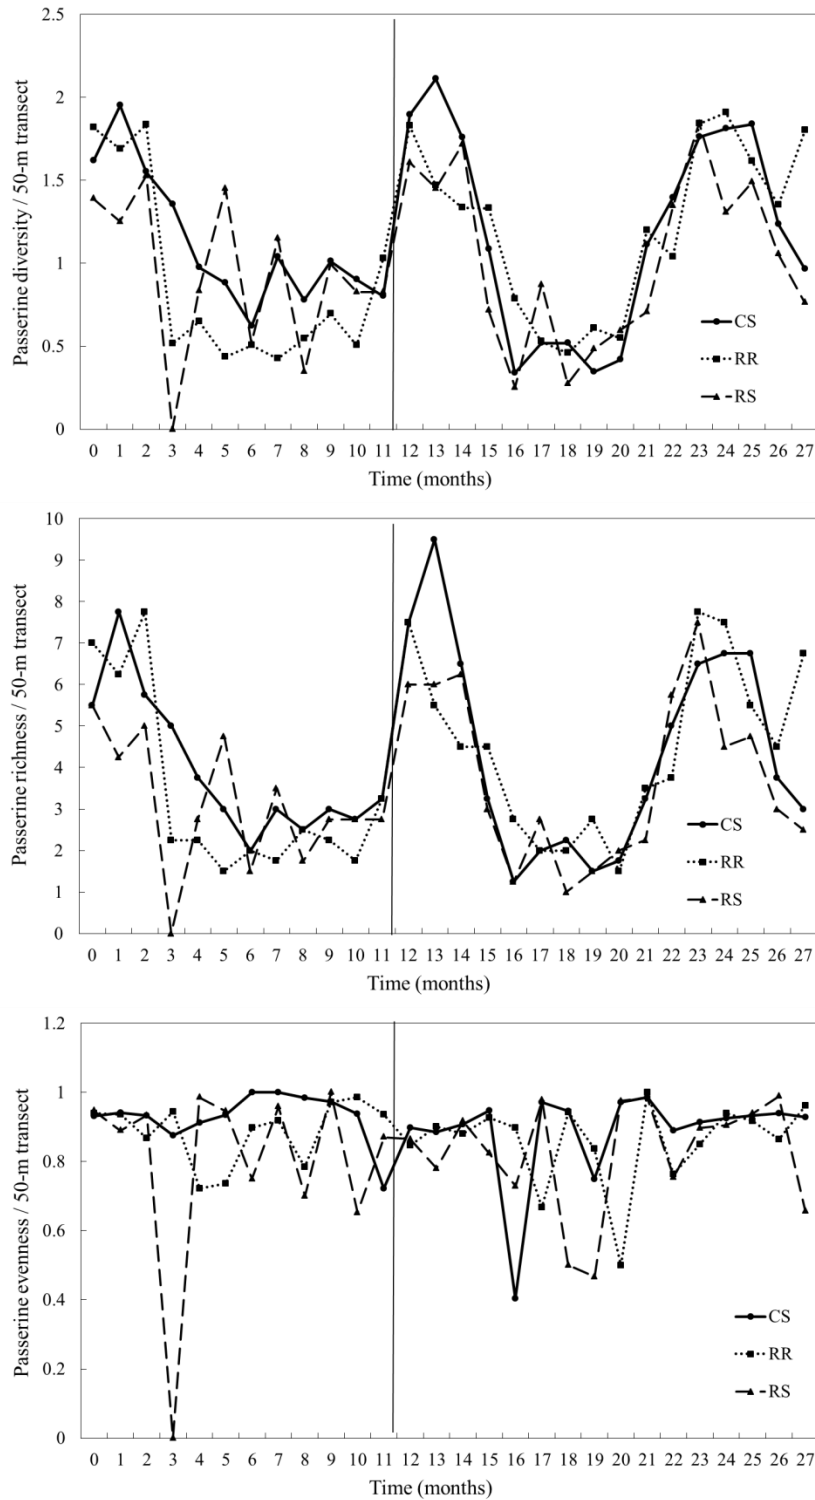 2.5
2
1.5
1
0.5
0
Passerine diversity / 50-m transect
CS
RR
RS
0 1 2 3 4 5 6 7 8 9 10 11 12 13 14 15 16 17 18 19 20 21 22 23 24 25 26 27
Time (months)
10
9
8
7
6
5
4
3
2
1
0
Passerine richness / 50-m transect
CS
RR
RS
0 1 2 3 4 5 6 7 8 9 10 11 12 13 14 15 16 17 18 19 20 21 22 23 24 25 26 27
Time (months)
1.2
1
0.8
0.6
0.4
0.2
0
Passerine evenness / 50-m transect
CS
RR
RS
0 1 2 3 4 5 6 7 8 9 10 11 12 13 14 15 16 17 18 19 20 21 22 23 24 25 26 27
Time (months)